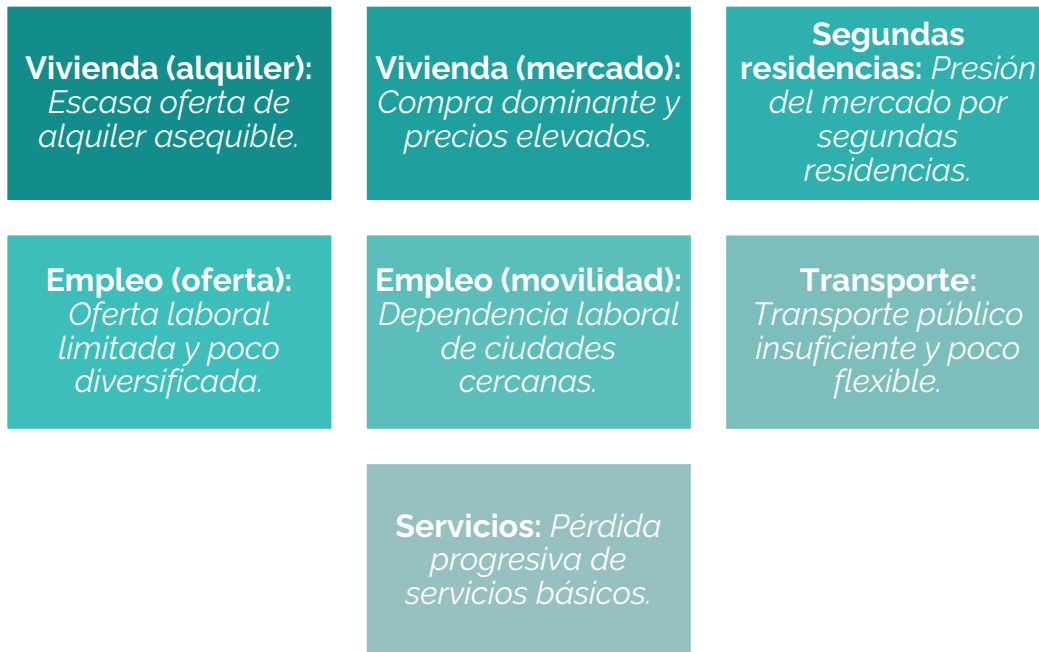 Vivienda (alquiler):
Escasa oferta de
alquiler asequible.
Vivienda (mercado):
Compra dominante y
precios elevados.
Segundas
residencias: Presión
del mercado por
segundas
residencias.
Empleo (oferta):
Oferta laboral
limitada y poco
diversificada.
Empleo (movilidad):
Dependencia laboral
de ciudades
cercanas.
Transporte:
Transporte público
insuficiente y poco
flexible.
Servicios: Pérdida
progresiva de
servicios básicos.